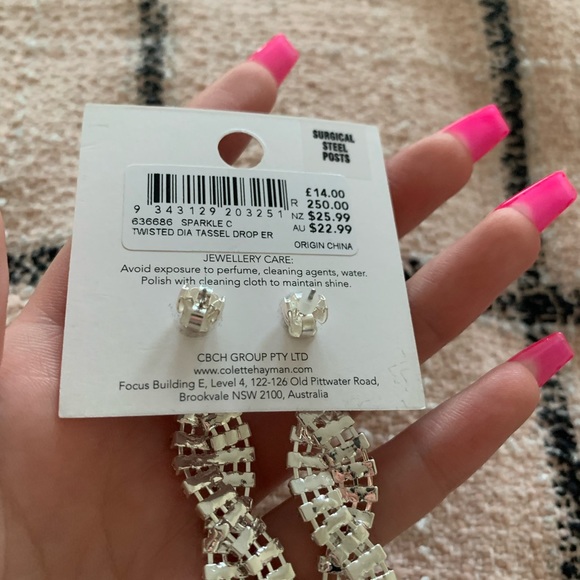 SURGICAL
STEEL
POSTS
£14.00
R 250.00
NZ $25.99
AU $22.99
9 343129 203251
636686 SPARKLE C
TWISTED DIA TASSEL DROP ER
ORIGIN CHINA
JEWELLERY CARE:
Avoid exposure to perfume, cleaning agents, water.
Polish with cleaning cloth to maintain shine.
CBCH GROUP PTY LTD
www.colettehayman.com
Focus Building E, Level 4, 122-126 Old Pittwater Road,
Brookvale NSW 2100, Australia